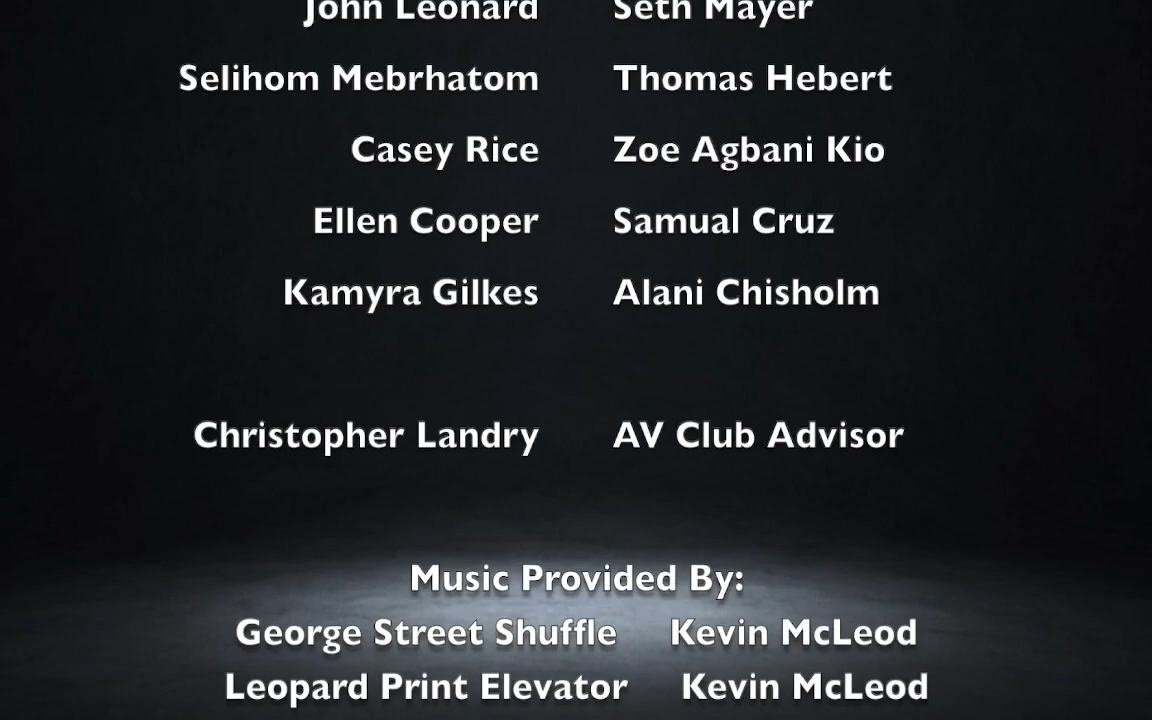 John Leonard Seth Mayer
Selihom Mebrhatom Thomas Hebert
Casey Rice Zoe Agbani Kio
Ellen Cooper Samual Cruz
Kamyra Gilkes Alani Chisholm
Christopher Landry AV Club Advisor
Music Provided By:
George Street Shuffle Kevin McLeod
Leopard Print Elevator Kevin McLeod